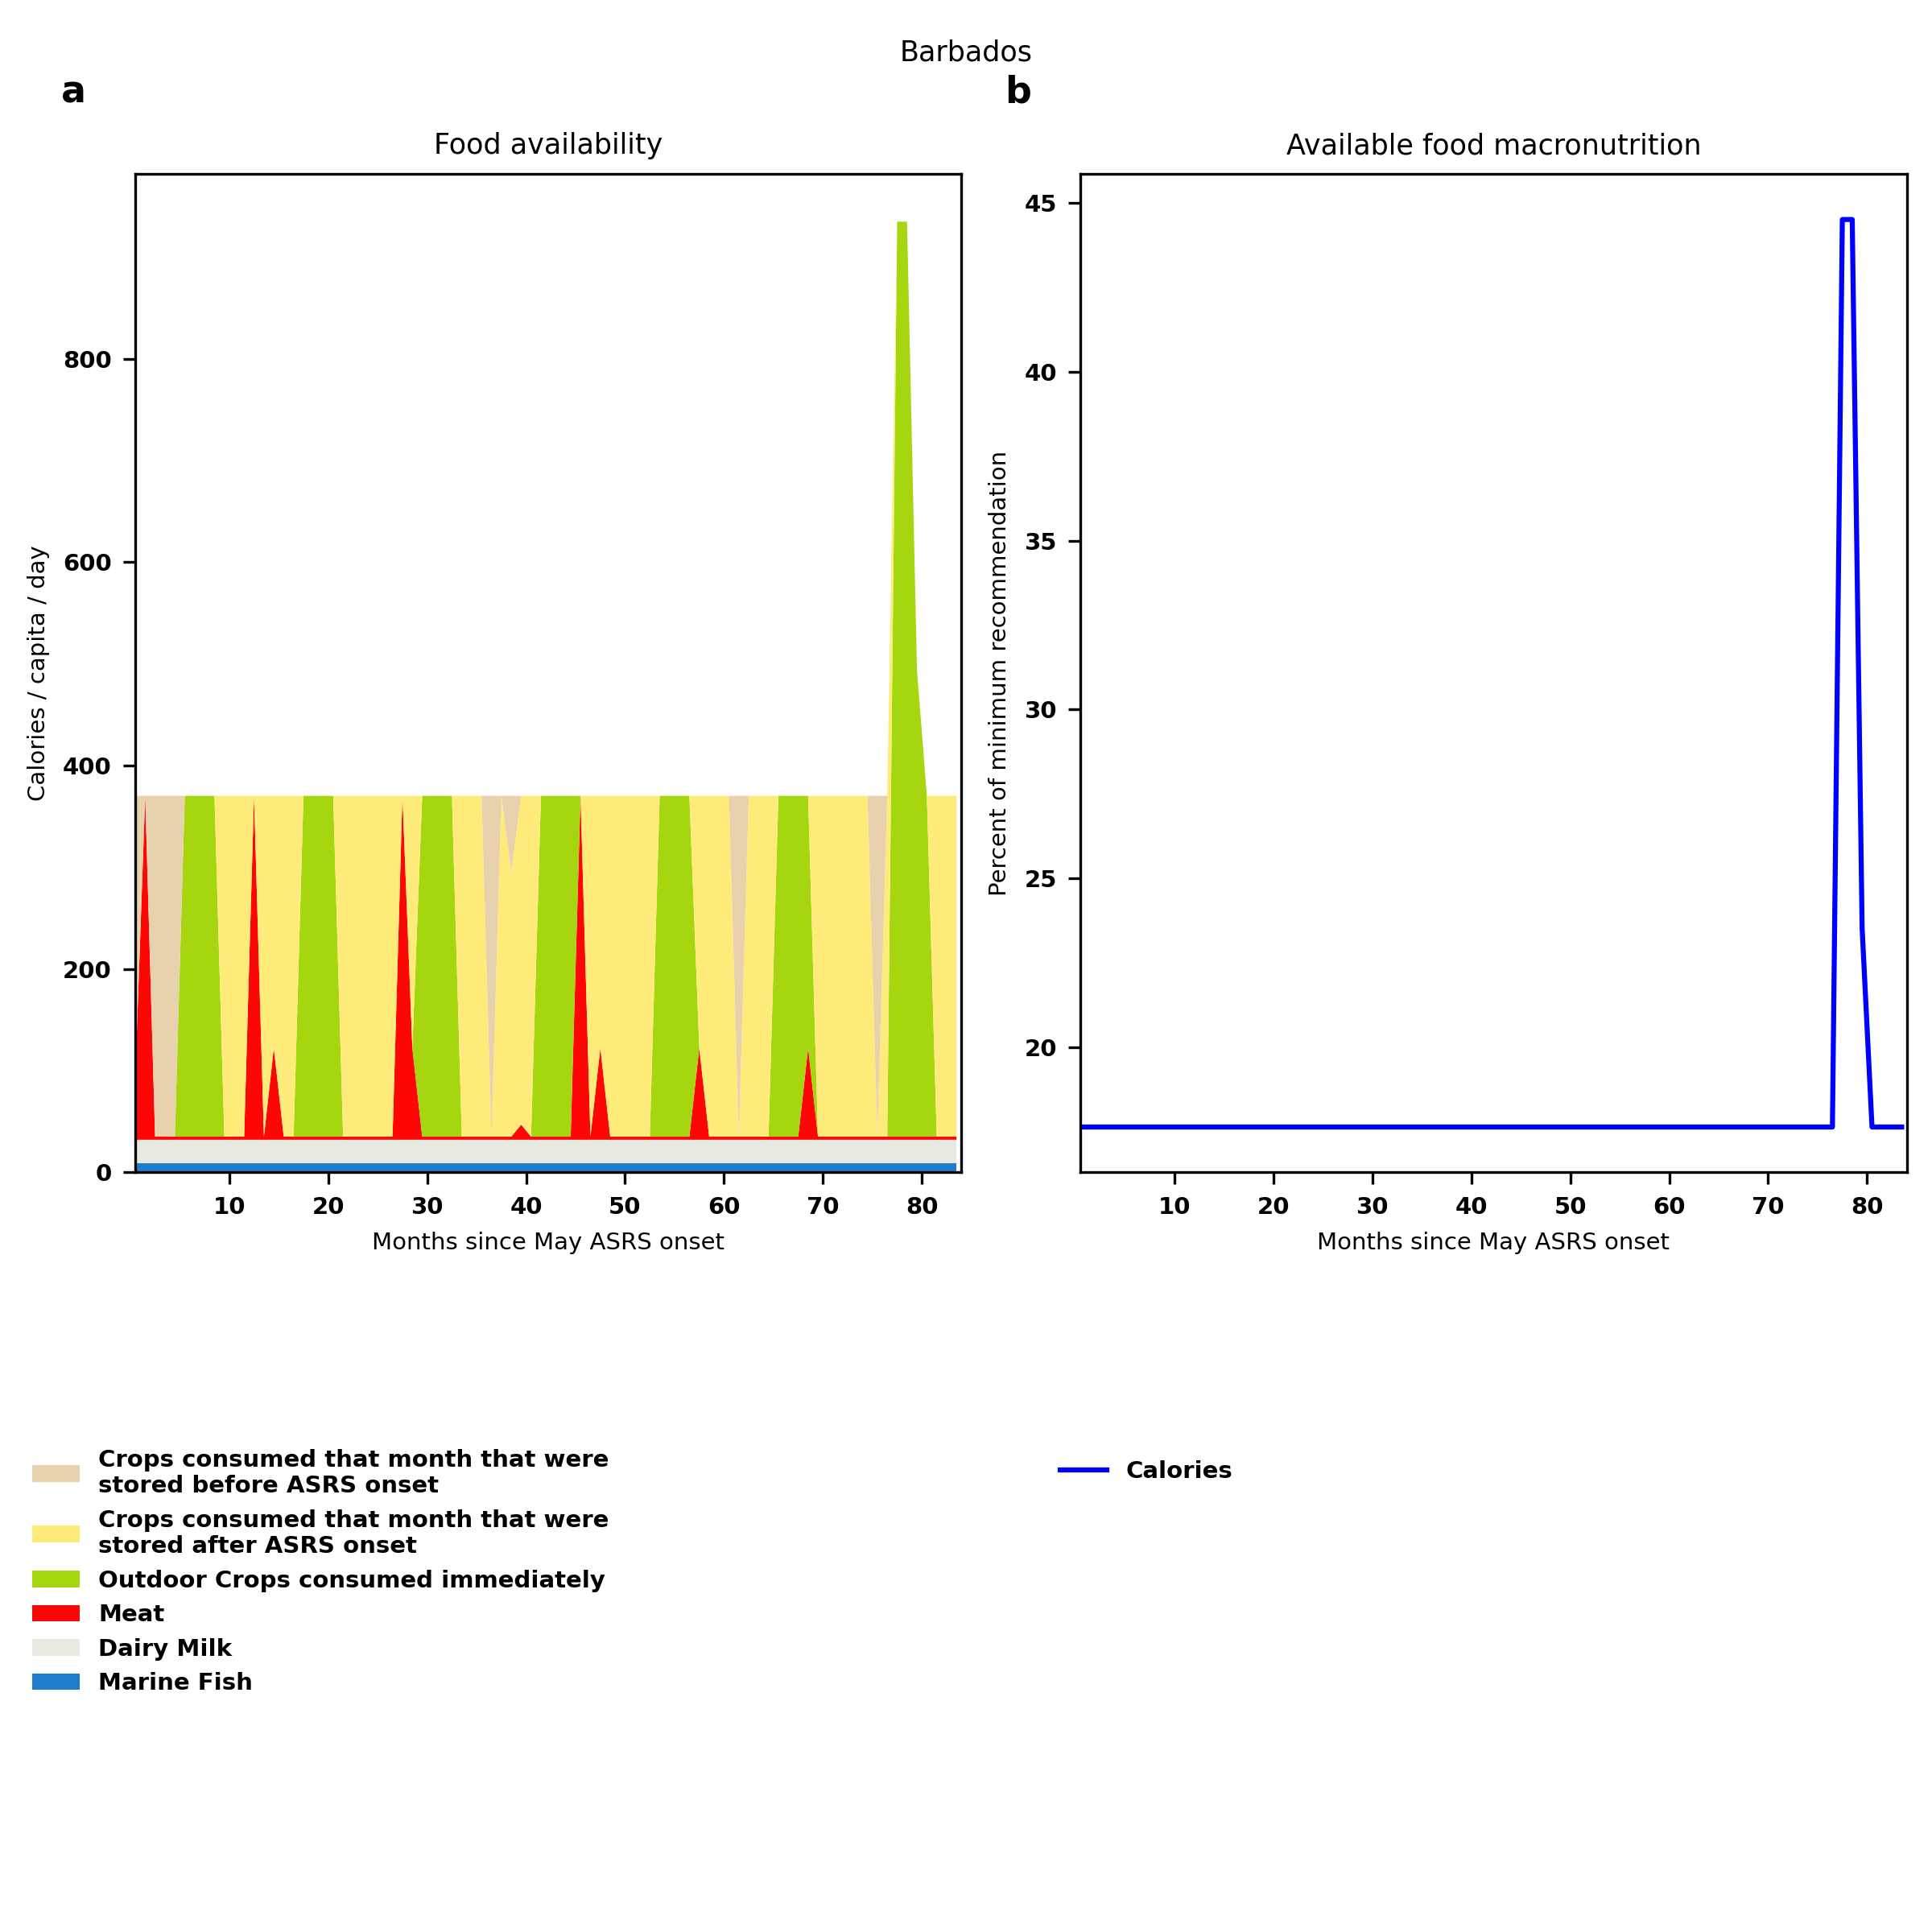 Barbados
a
b
Food availability
Available food macronutrition
Calories / capita / day
800
600
400
200
0
10 20 30 40 50 60 70 80
Months since May ASRS onset
Percent of minimum recommendation
45
40
35
30
25
20
10 20 30 40 50 60 70 80
Months since May ASRS onset
Crops consumed that month that were
stored before ASRS onset
Crops consumed that month that were
stored after ASRS onset
Outdoor Crops consumed immediately
Meat
Dairy Milk
Marine Fish
Calories